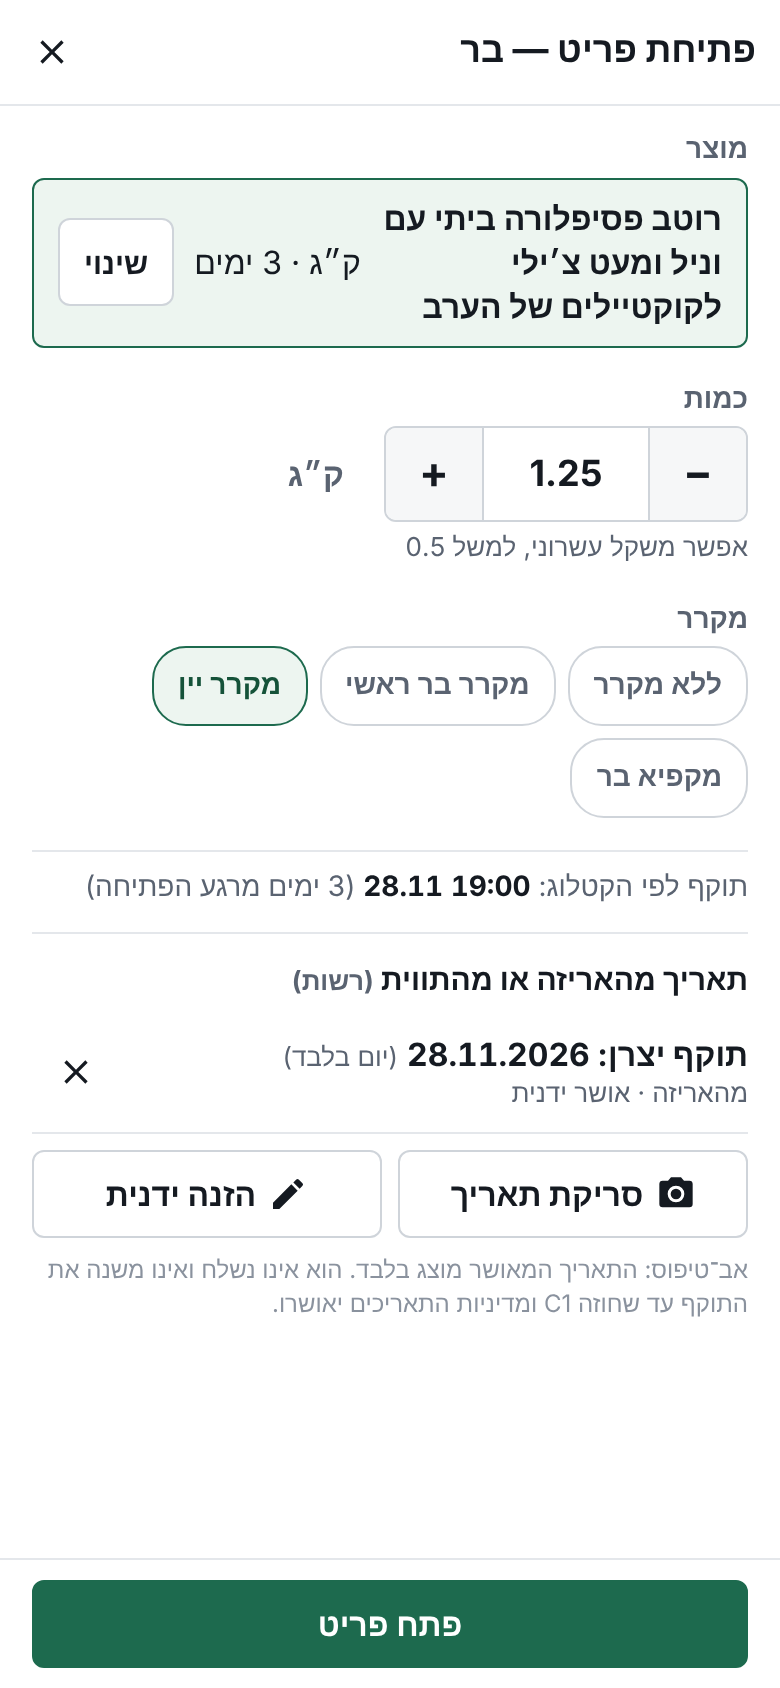 פתיחת פריט — בר
מוצר
רוטב פסיפלורה ביתי עם
וניל ומעט צ׳ילי
לקוקטיילים של הערב
ק״ג · 3 ימים
שינוי
כמות
− 1.25 + ק״ג
אפשר משקל עשרוני, למשל 0.5
מקרר
ללא מקרר
מקרר בר ראשי
מקרר יין
מקפיא בר
תוקף לפי הקטלוג: 28.11 19:00 (3 ימים מרגע הפתיחה)
תאריך מהאריזה או מהתווית (רשות)
תוקף יצרן: 28.11.2026 (יום בלבד)
מהאריזה · אושר ידנית
סריקת תאריך
הזנה ידנית
אב־טיפוס: התאריך המאושר מוצג בלבד. הוא אינו נשלח ואינו משנה את
התוקף עד שחוזה C1 ומדיניות התאריכים יאושרו.
פתח פריט